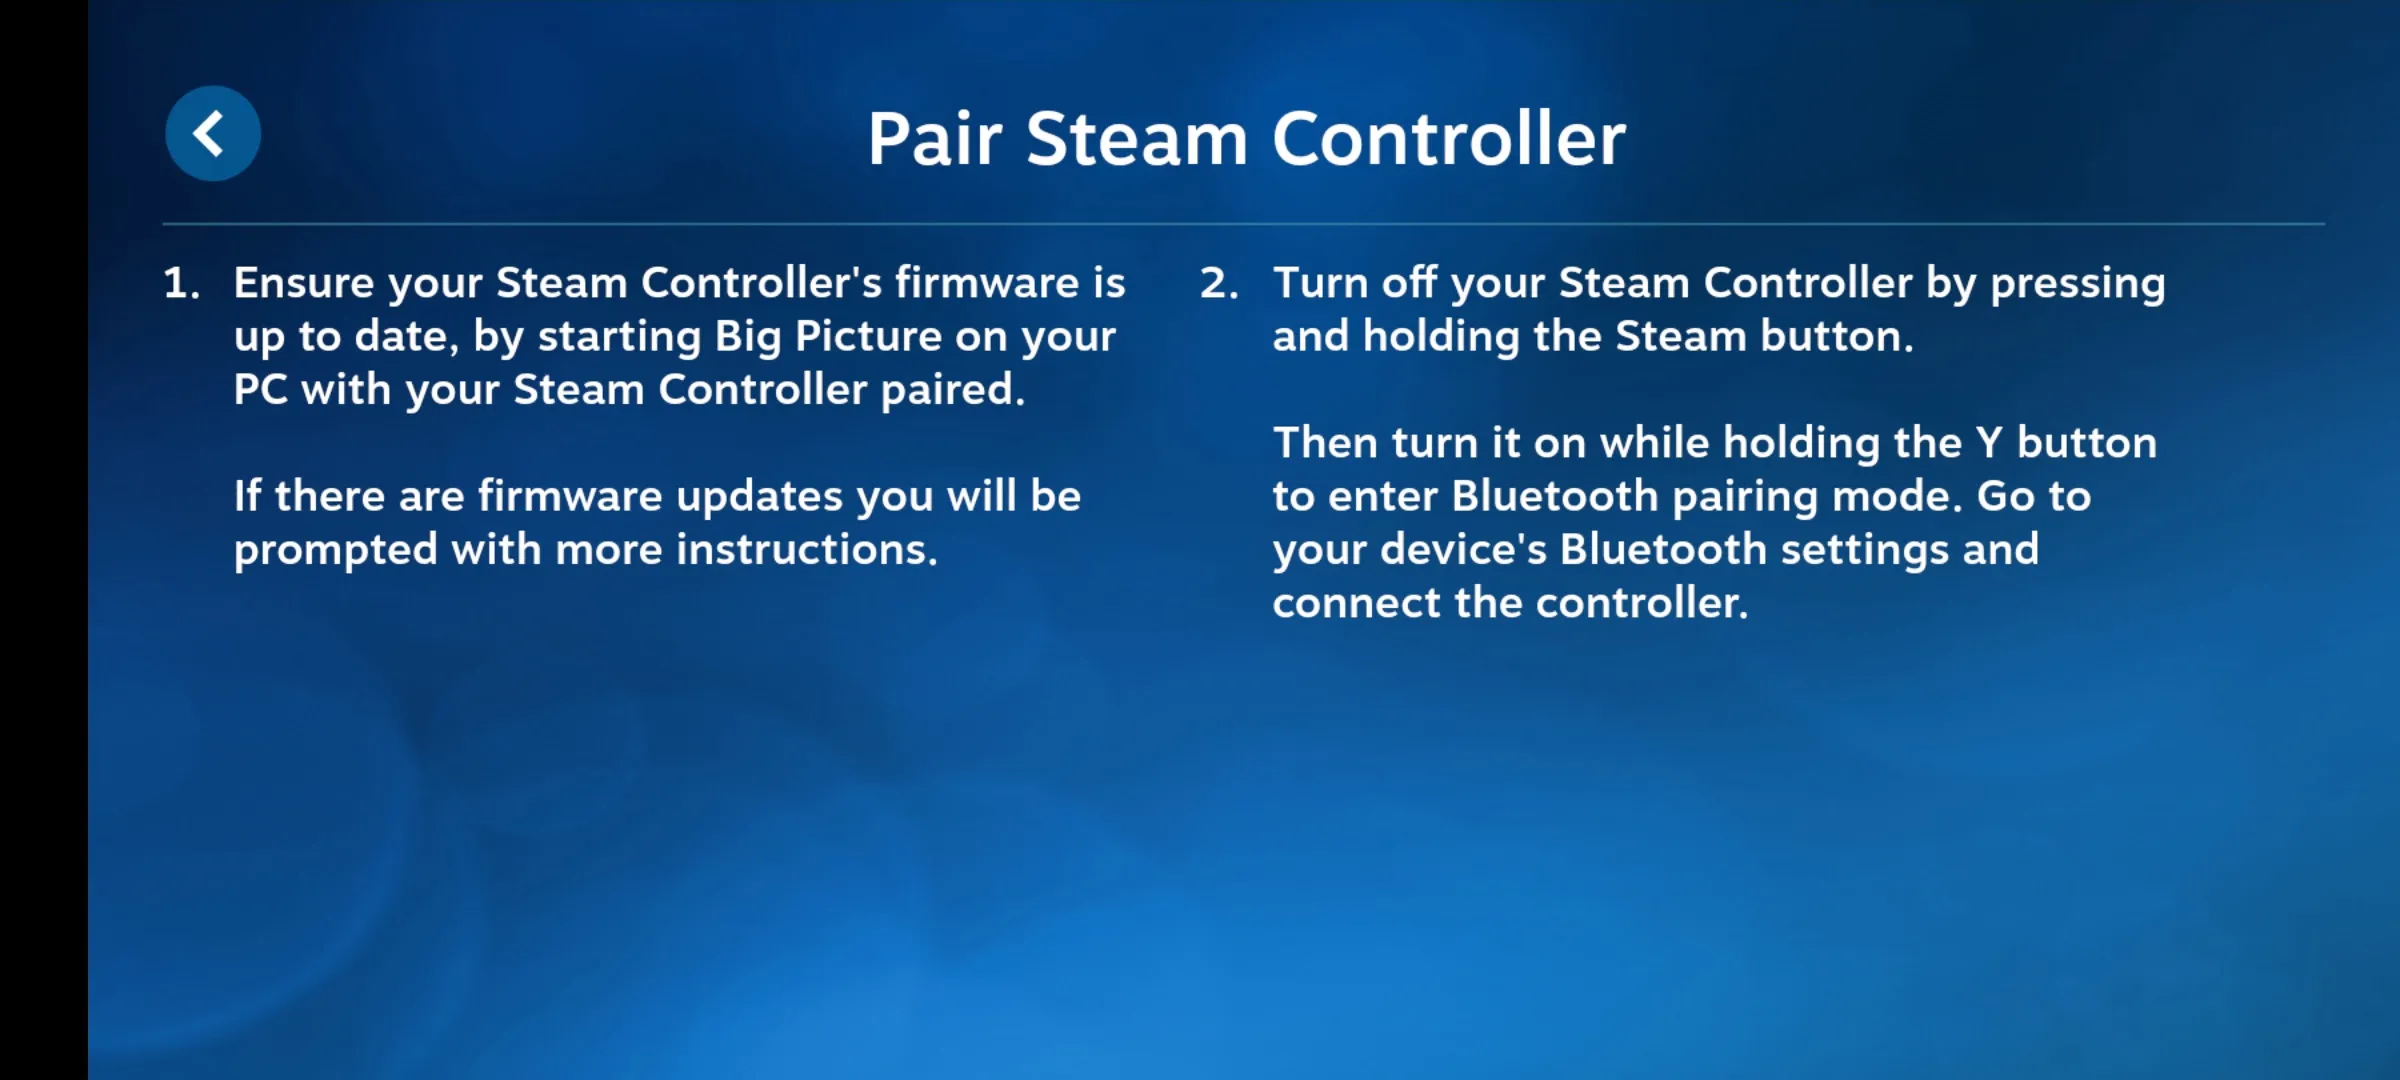 Pair Steam Controller
1. Ensure your Steam Controller's firmware is
up to date, by starting Big Picture on your
PC with your Steam Controller paired.
If there are firmware updates you will be
prompted with more instructions.
2. Turn off your Steam Controller by pressing
and holding the Steam button.
Then turn it on while holding the Y button
to enter Bluetooth pairing mode. Go to
your device's Bluetooth settings and
connect the controller.